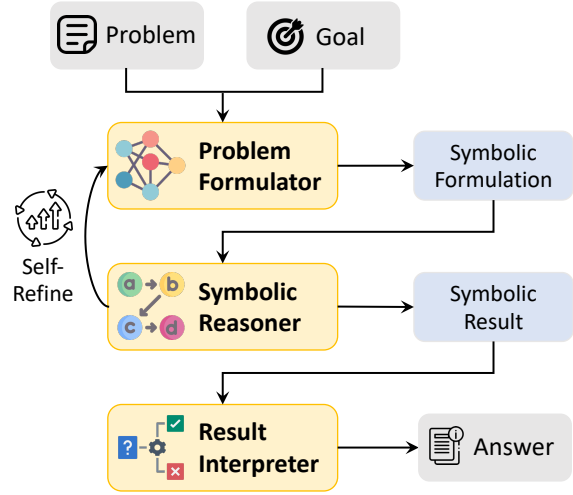 Problem
Goal
Problem
Formulator
Symbolic
Formulation
Self-
Refine
a b
c d
Symbolic
Reasoner
Symbolic
Result
?
Result
Interpreter
i
Answer